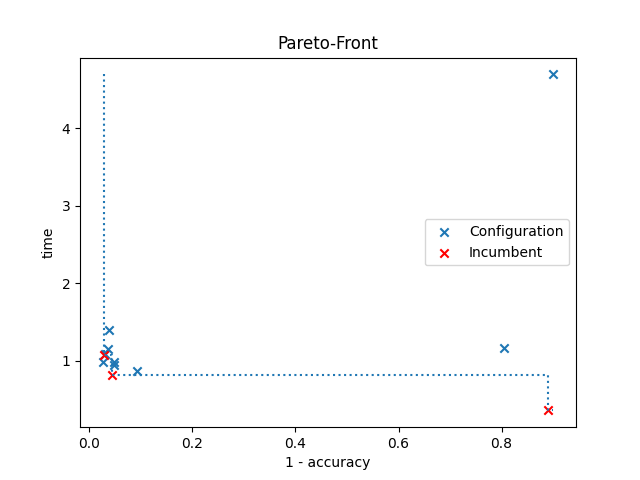 Pareto-Front
time
4
3
2
1
Configuration
Incumbent
0.0 0.2 0.4 0.6 0.8
1 - accuracy